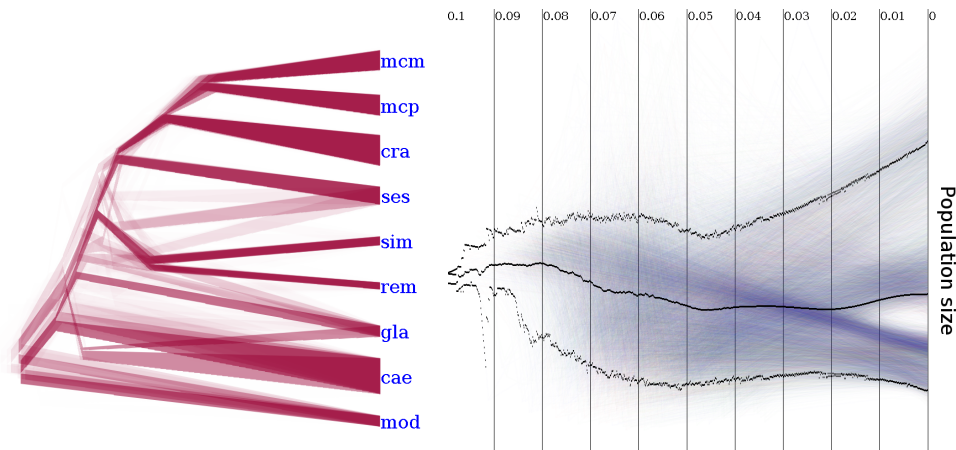 mcm
mcp
cra
ses
sim
rem
gla
cae
mod
0.1 0.09 0.08 0.07 0.06 0.05 0.04 0.03 0.02 0.01 0
Population size